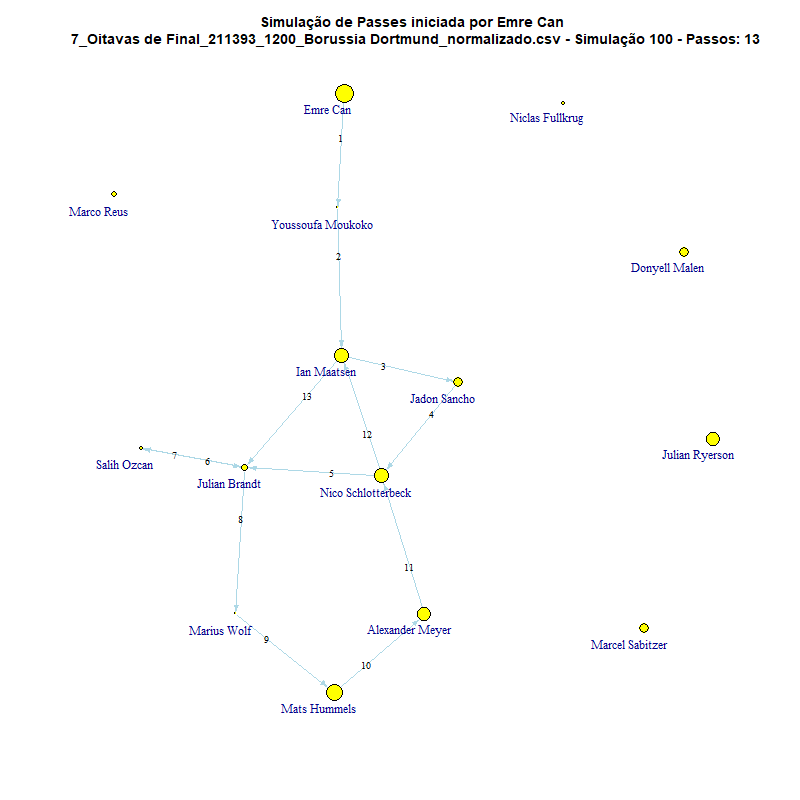 Simulação de Passes iniciada por Emre Can
7_Oitavas de Final_211393_1200_Borussia Dortmund_normalizado.csv - Simulação 100 - Passos: 13
Emre Can
Niclas Fullkrug
1
Marco Reus
Youssoufa Moukoko
2
Donyell Malen
Ian Maatsen
3
Jadon Sancho
13
4
12
Julian Ryerson
Salih Ozcan
7
6
Julian Brandt
5
Nico Schlotterbeck
8
11
Marius Wolf
Alexander Meyer
9
Marcel Sabitzer
10
Mats Hummels